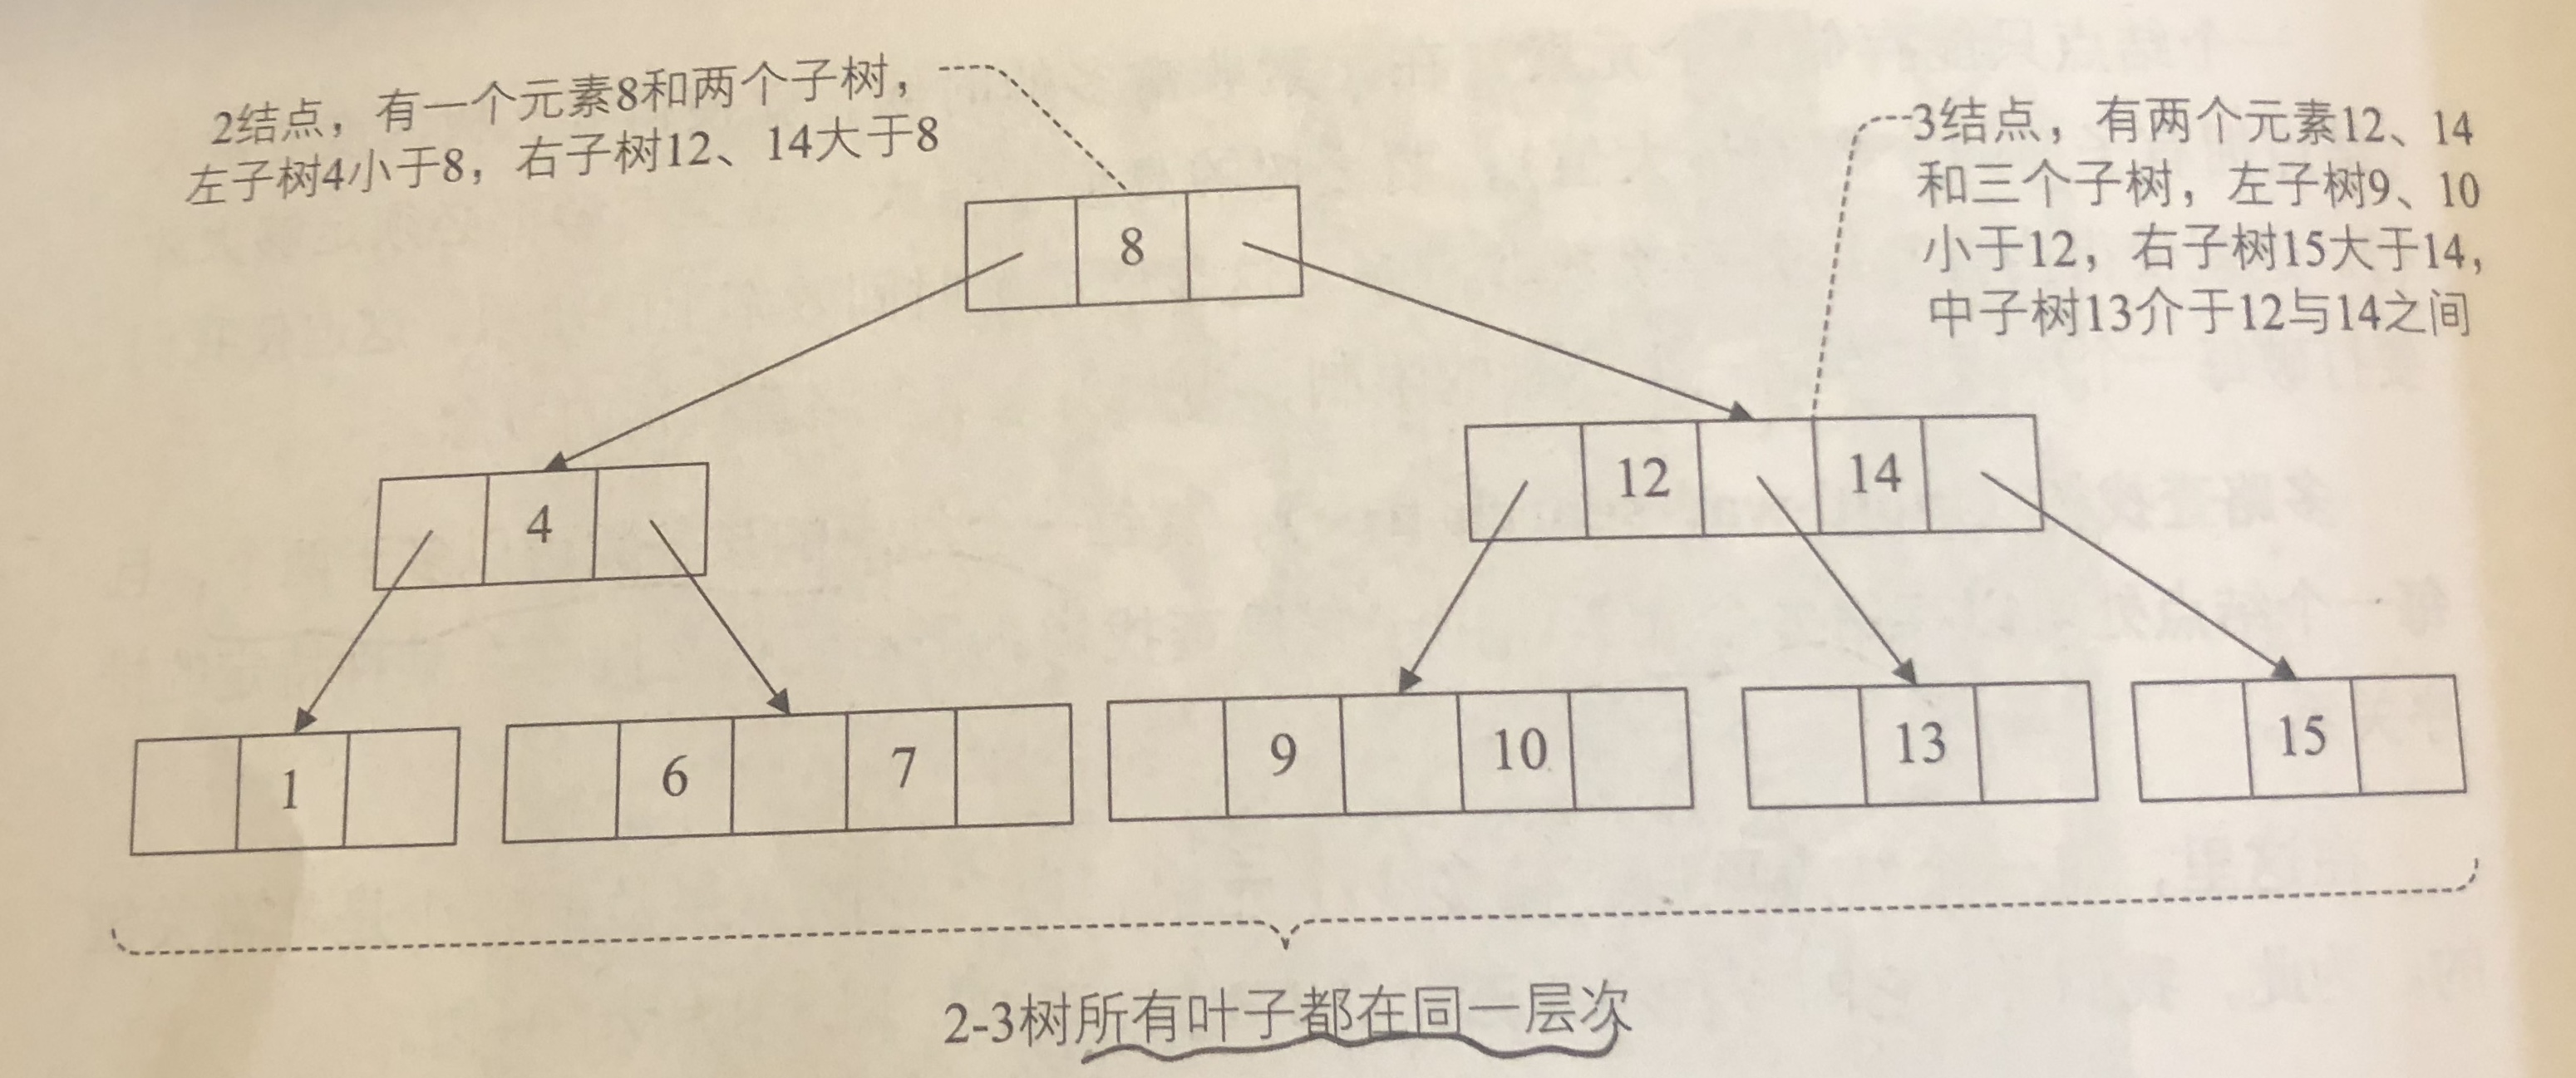 2结点，有一个元素8和两个子树，
左子树4小于8，右子树12、14大于8
3结点，有两个元素12、14
和三个子树，左子树9、10
小于12，右子树15大于14，
中子树13介于12与14之间
8
4
12 14
1
6 7
9 10
13
15
2-3树所有叶子都在同一层次